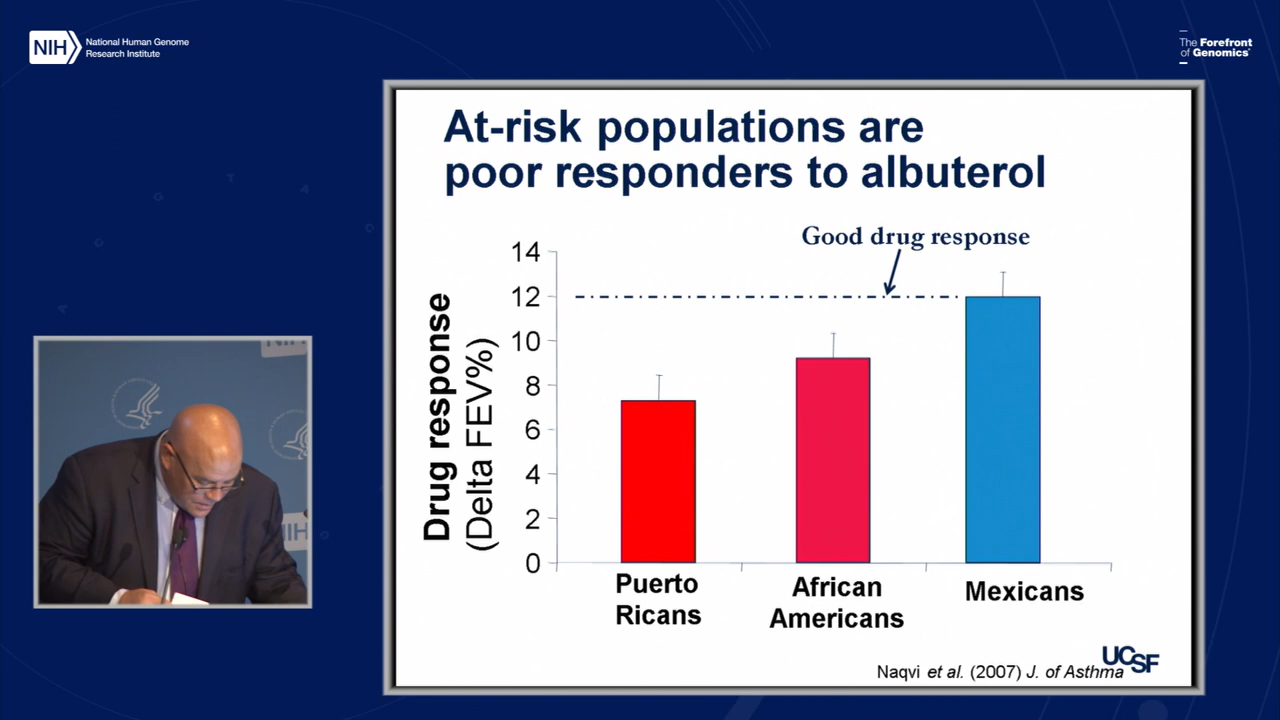 NIH
National Human Genome
Research Institute
The Forefront
of Genomics
At-risk populations are
poor responders to albuterol
Good drug response
Drug response
(Delta FEV%)
14
12
10
8
6
4
2
0
Puerto
Ricans
African
Americans
Mexicans
UCSF
Naqvi et al. (2007) J. of Asthma
NIH
NIH